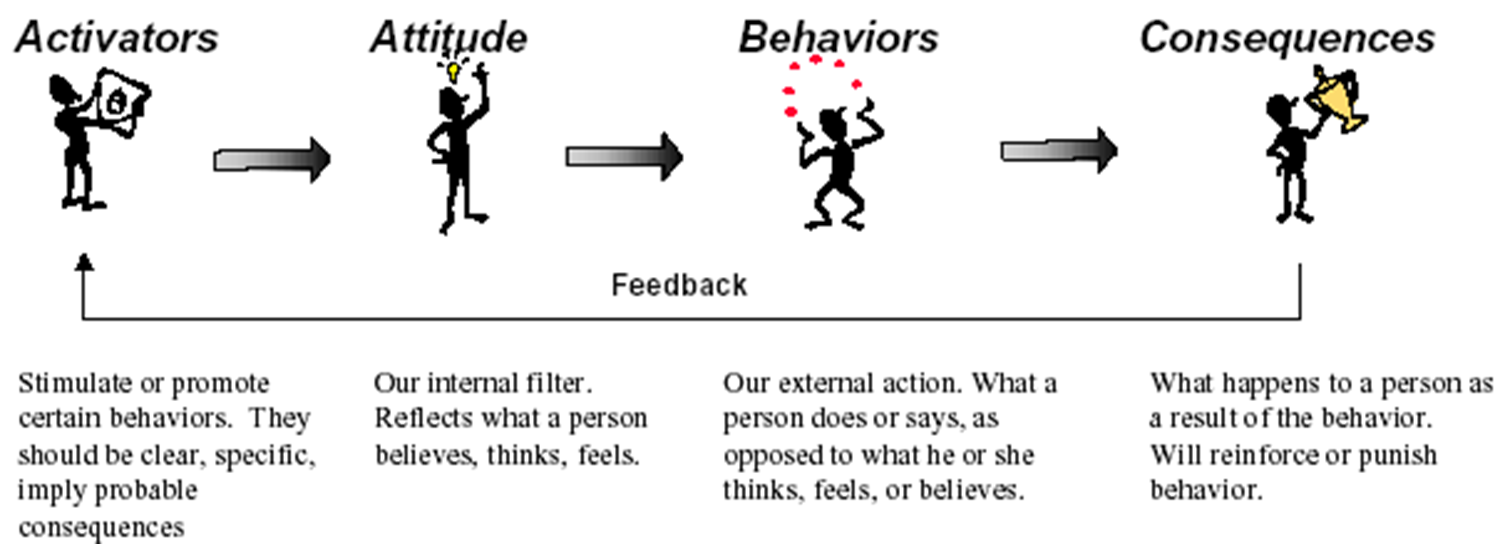 Activators
Attitude
Behaviors
Consequences
Feedback
Stimulate or promote
certain behaviors. They
should be clear, specific,
imply probable
consequences
Our internal filter.
Reflects what a person
believes, thinks, feels.
Our external action. What a
person does or says, as
opposed to what he or she
thinks, feels, or believes.
What happens to a person as
a result of the behavior.
Will reinforce or punish
behavior.